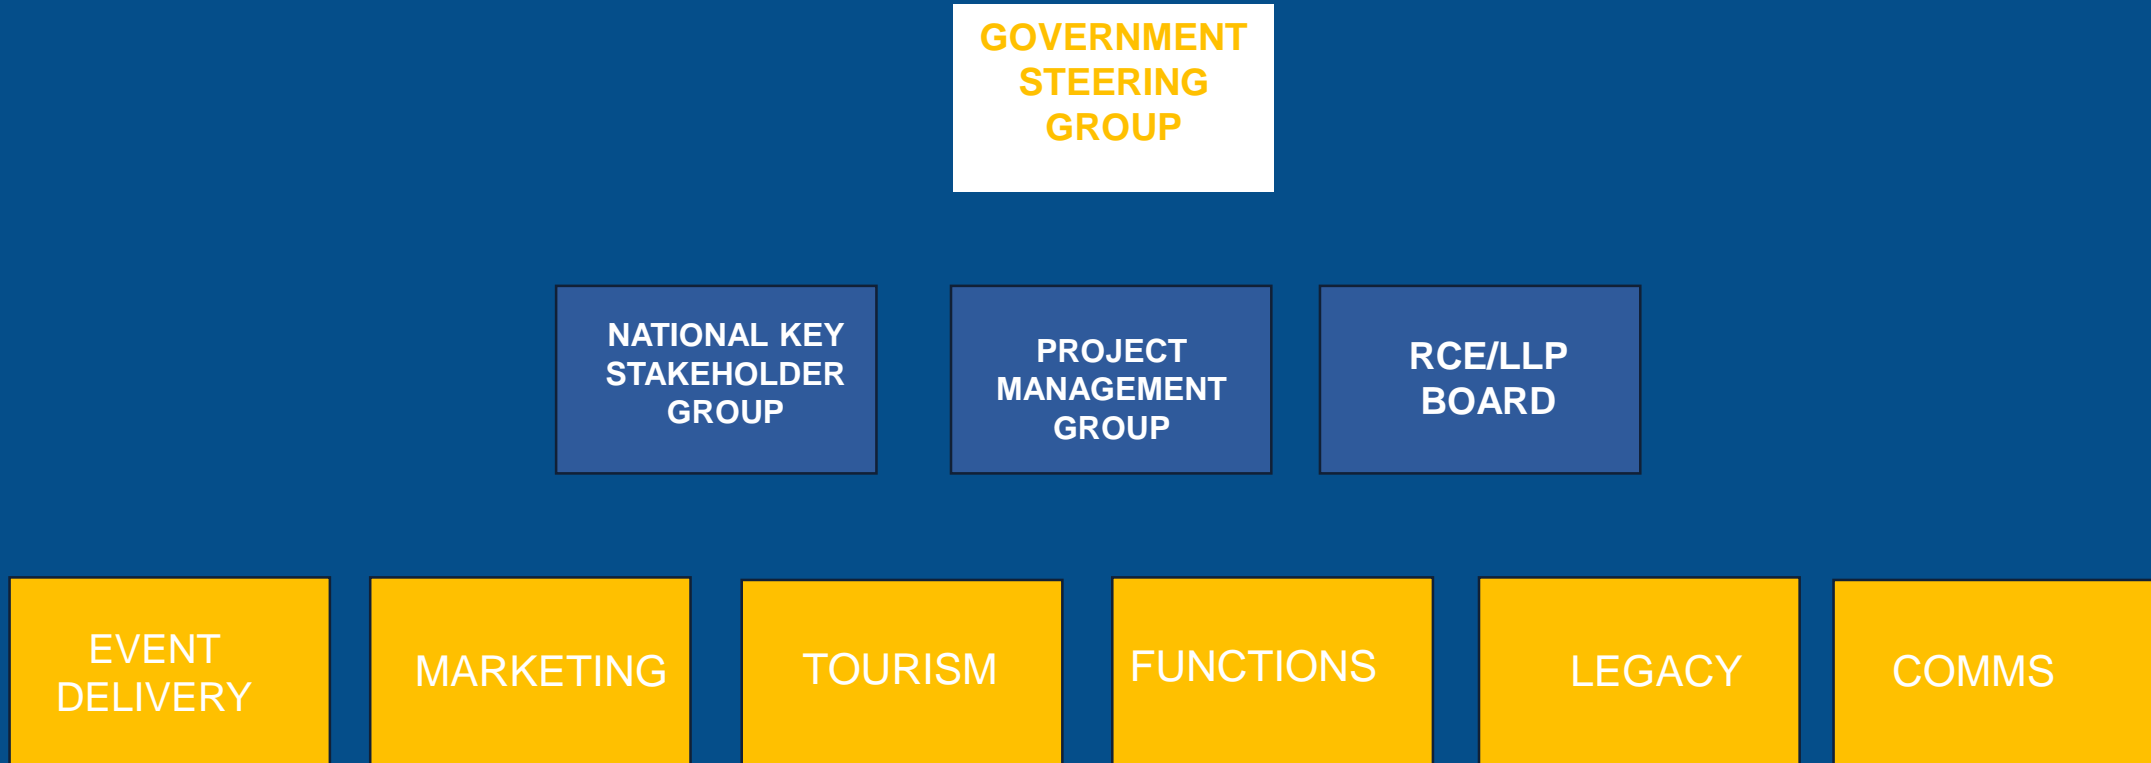 GOVERNMENT
STEERING
GROUP
NATIONAL KEY
STAKEHOLDER
GROUP
PROJECT
MANAGEMENT
GROUP
RCE/LLP
BOARD
EVENT
DELIVERY
MARKETING
TOURISM
FUNCTIONS
LEGACY
COMMS